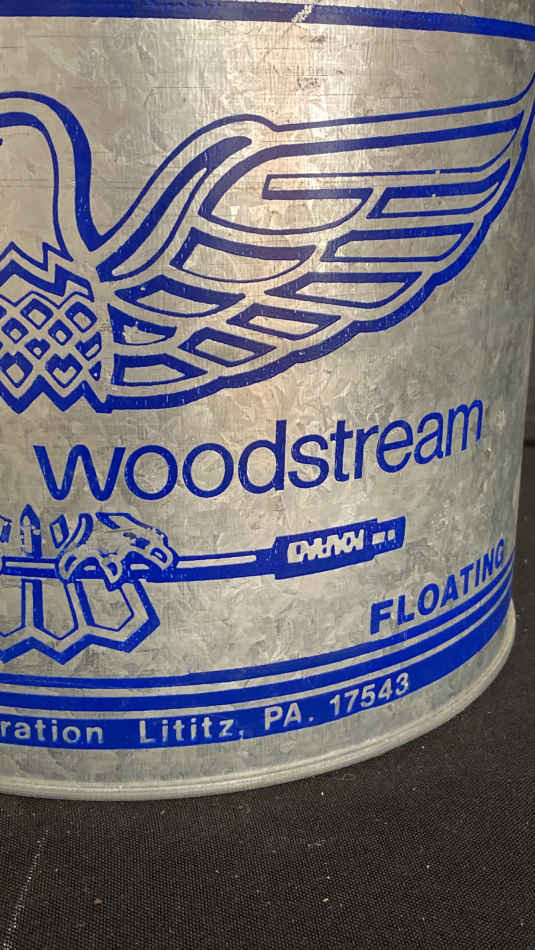 woodstream
FLOATING
ration Lititz, PA. 17543